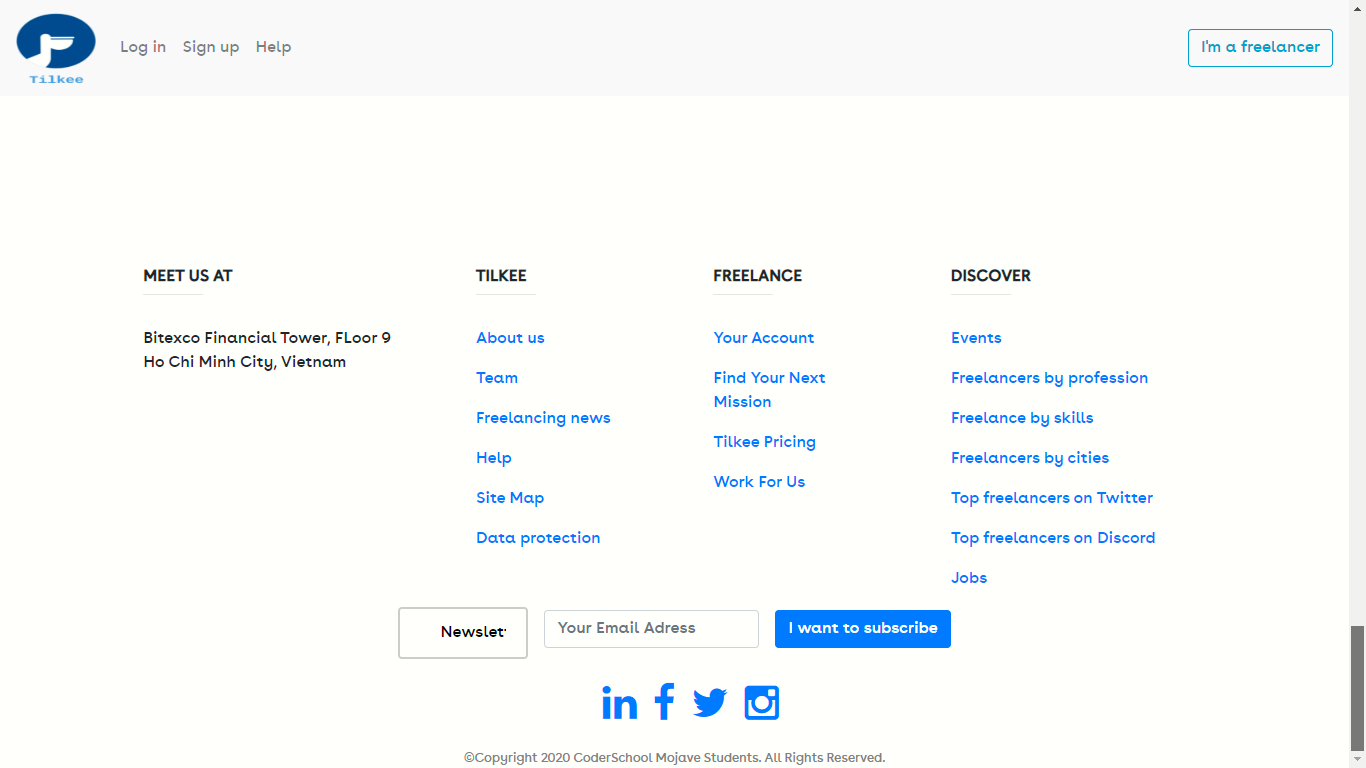 Tilkee
Log in
Sign up
Help
I'm a freelancer
MEET US AT
Bitexco Financial Tower, FLoor 9
Ho Chi Minh City, Vietnam
TILKEE
About us
Team
Freelancing news
Help
Site Map
Data protection
FREELANCE
Your Account
Find Your Next
Mission
Tilkee Pricing
Work For Us
DISCOVER
Events
Freelancers by profession
Freelance by skills
Freelancers by cities
Top freelancers on Twitter
Top freelancers on Discord
Jobs
Newslet
Your Email Adress
I want to subscribe
©Copyright 2020 CoderSchool Mojave Students. All Rights Reserved.